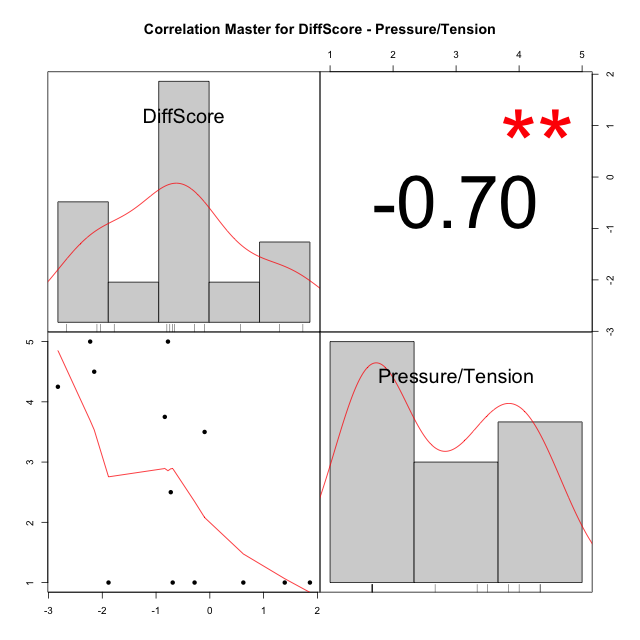 Correlation Master for DiffScore - Pressure/Tension
1 2 3 4 5
DiffScore
**
-0.70
2
1
0
-1
-2
-3
Pressure/Tension
5
4
3
2
1
-3 -2 -1 0 1 2